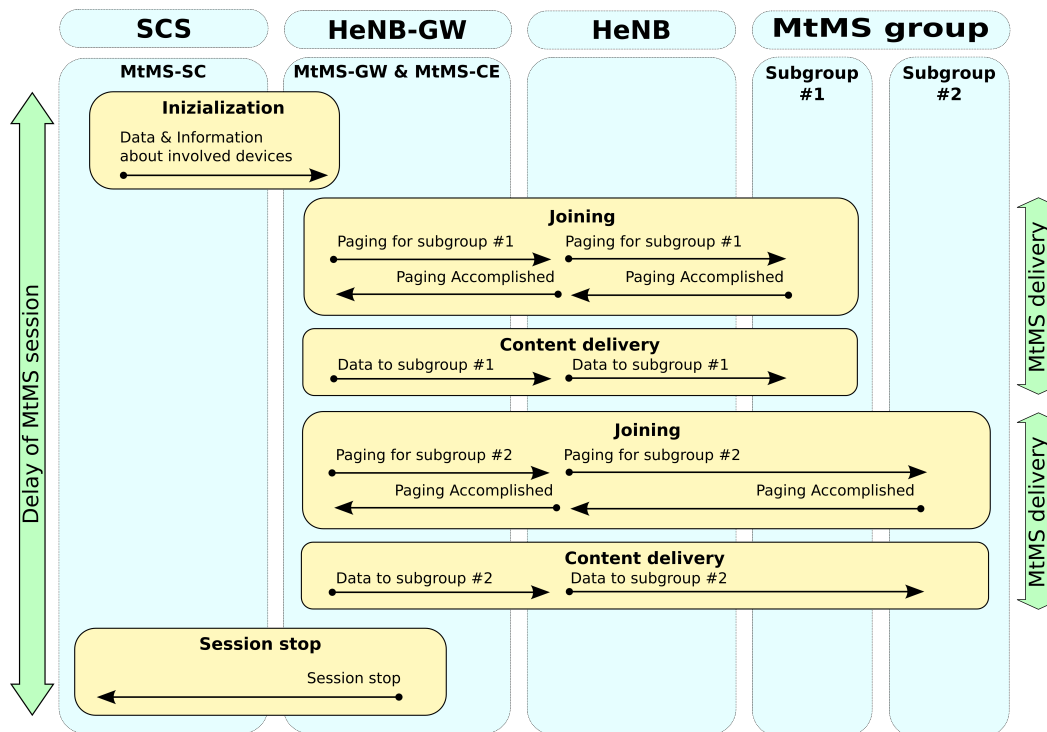 SCS
HeNB-GW
HeNB
MtMS group
MtMS-SC
MtMS-GW & MtMS-CE
Subgroup
#1
Subgroup
#2
Inizialization
Data & Information
about involved devices
Joining
Paging for subgroup #1
Paging for subgroup #1
Paging Accomplished
Paging Accomplished
Content delivery
Data to subgroup #1
Data to subgroup #1
Joining
Paging for subgroup #2
Paging for subgroup #2
Paging Accomplished
Paging Accomplished
Content delivery
Data to subgroup #2
Data to subgroup #2
Session stop
Session stop
Delay of MtMS session
MtMS delivery
MtMS delivery